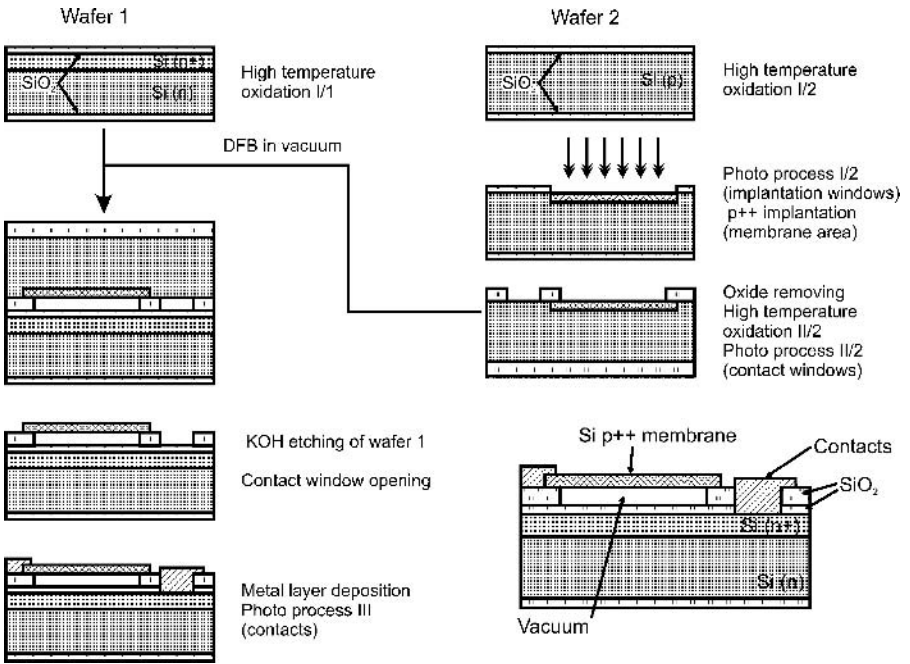 Wafer 1
Si (n+)
SiO2
Si (n)
High temperature
oxidation I/1
DFB in vacuum
KOH etching of wafer 1
Contact window opening
Metal layer deposition
Photo process III
(contacts)
Wafer 2
SiO
Si (p)
High temperature
oxidation I/2
Photo process I/2
(implantation windows)
p++ implantation
(membrane area)
Oxide removing
High temperature
oxidation II/2
Photo process II/2
(contact windows)
Si p++ membrane
Contacts
SiO2
Si (n+)
Si (n)
Vacuum